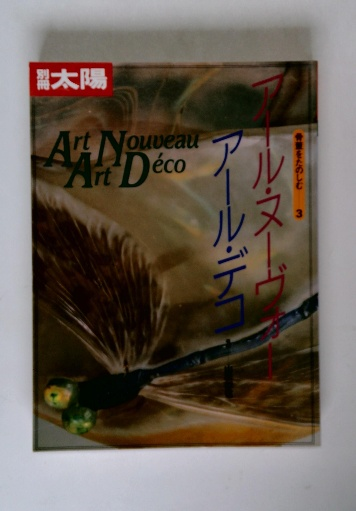 別冊太陽
骨董をたのしむ——3
アール・ヌーヴォー
アール・デコ
Art Nouveau
Art Déco